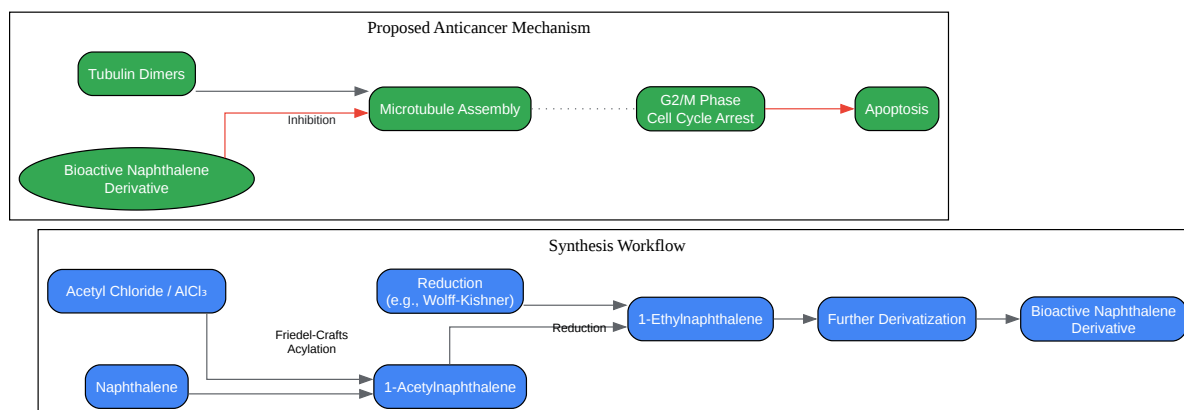 Proposed Anticancer Mechanism
Tubulin Dimers
Microtubule Assembly
G2/M Phase
Cell Cycle Arrest
Apoptosis
Inhibition
Bioactive Naphthalene
Derivative
Synthesis Workflow
Acetyl Chloride / AlCl₃
Reduction
(e.g., Wolff-Kishner)
1-Ethylnaphthalene
Further Derivatization
Bioactive Naphthalene
Derivative
Friedel-Crafts
Acylation
Reduction
Naphthalene
1-Acetylnaphthalene